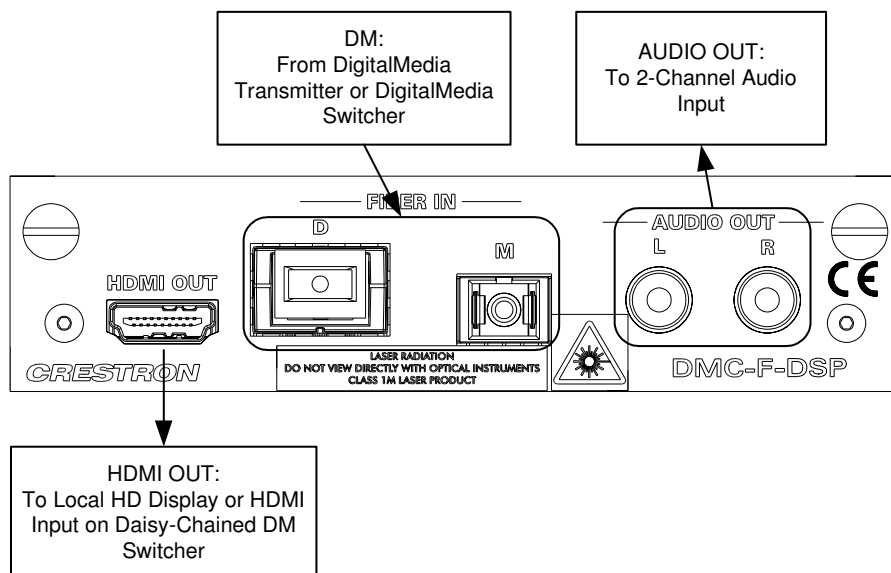 DM:
From DigitalMedia
Transmitter or DigitalMedia
Switcher
AUDIO OUT:
To 2-Channel Audio
Input
FIBER IN
D
M
AUDIO OUT
L
R
HDMI OUT
CE
CRESTRON
LASER RADIATION
DO NOT VIEW DIRECTLY WITH OPTICAL INSTRUMENTS
CLASS 1M LASER PRODUCT
DMC-F-DSP
HDMI OUT:
To Local HD Display or HDMI
Input on Daisy-Chained DM
Switcher